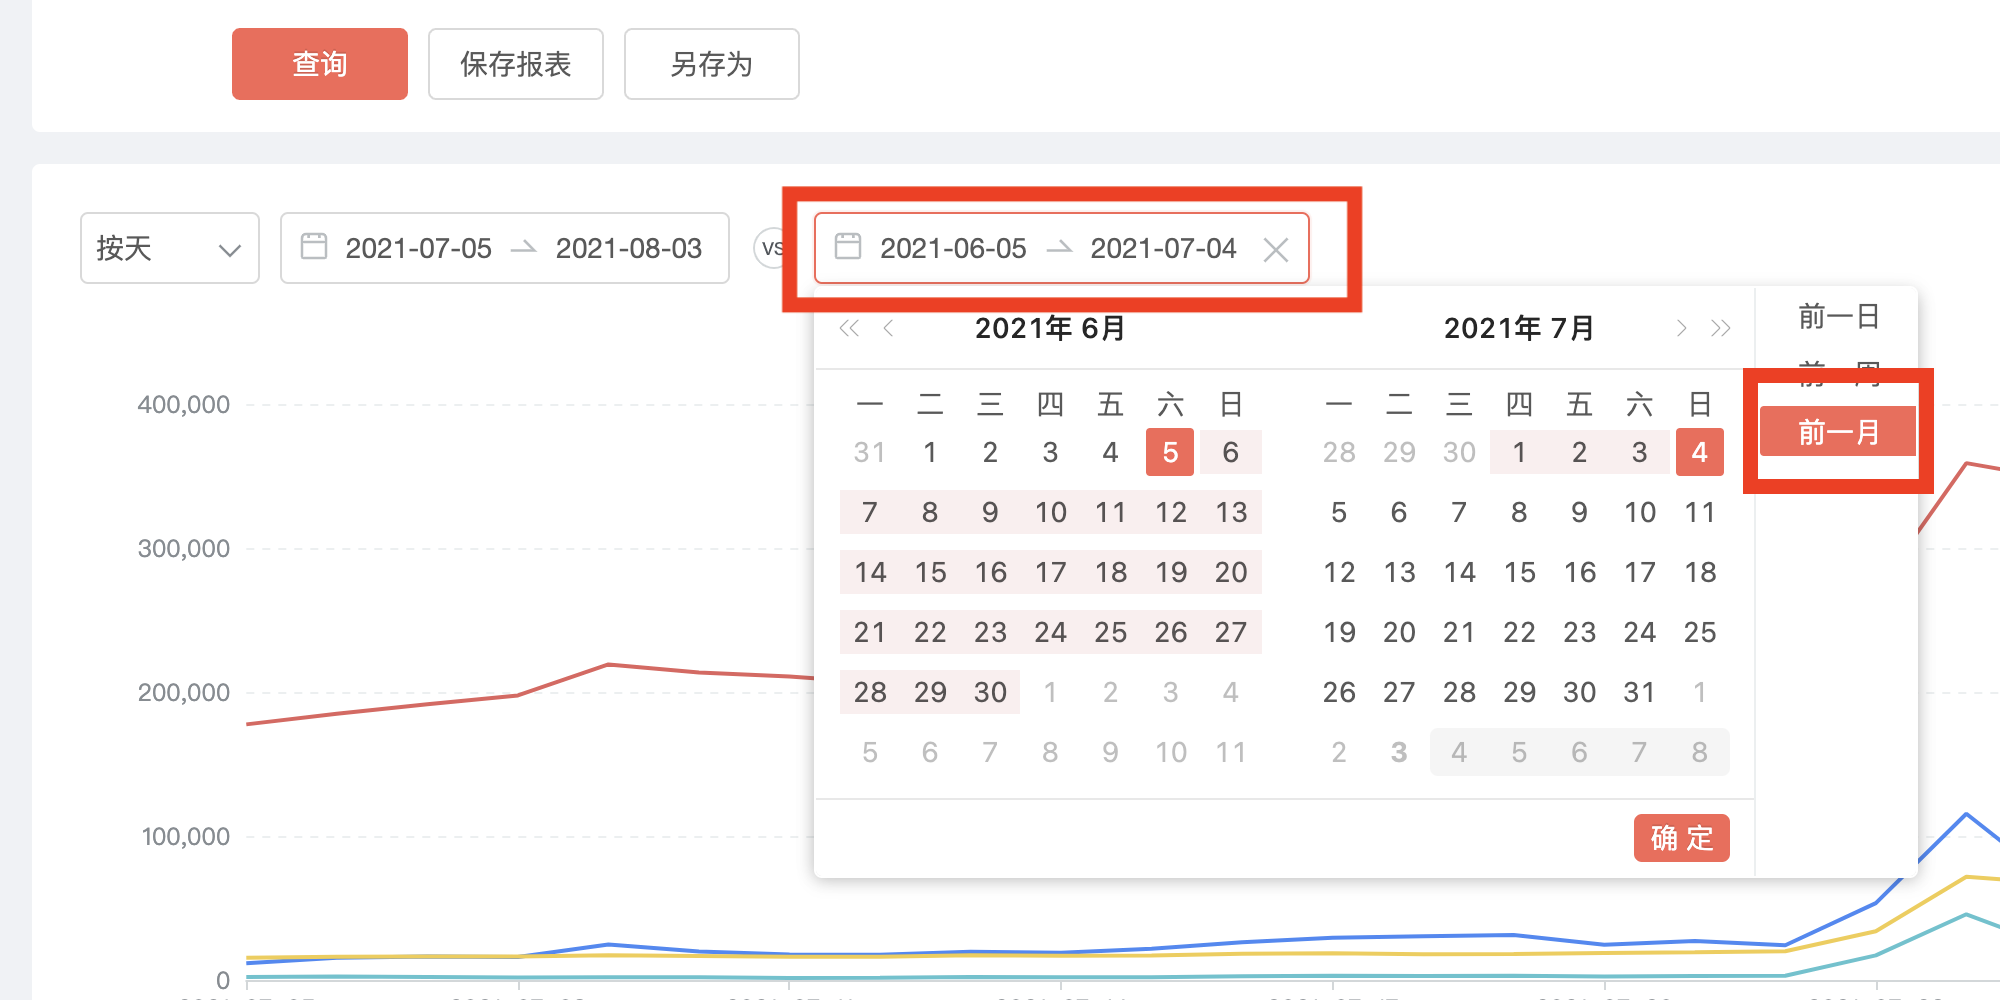 查询 保存报表 另存为
按天 2021-07-05 2021-08-03 VS 2021-06-05 2021-07-04
2021年 6月 2021年 7月
一 二 三 四 五 六 日 一 二 三 四 五 六 日
31 1 2 3 4 5 6 28 29 30 1 2 3 4
7 8 9 10 11 12 13 5 6 7 8 9 10 11
14 15 16 17 18 19 20 12 13 14 15 16 17 18
21 22 23 24 25 26 27 19 20 21 22 23 24 25
28 29 30 1 2 3 4 26 27 28 29 30 31 1
5 6 7 8 9 10 11 2 3 4 5 6 7 8
确定
前一日
前一周
前一月
400,000
300,000
200,000
100,000
0